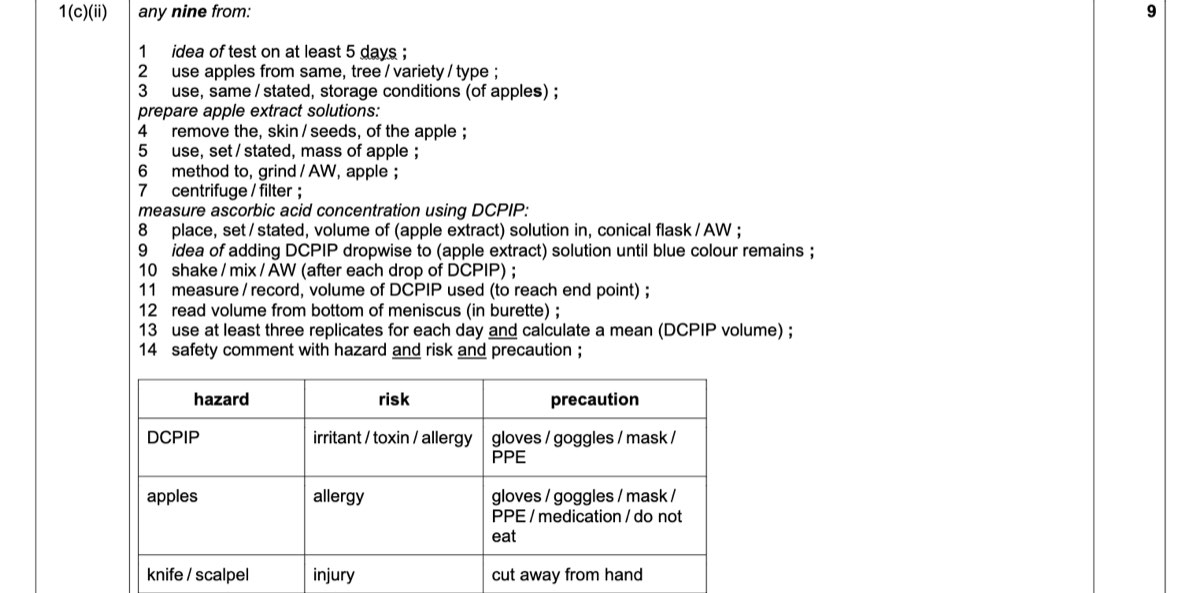 1(c)(ii) any nine from: 9
1 idea of test on at least 5 days ;
2 use apples from same, tree / variety / type ;
3 use, same / stated, storage conditions (of apples) ;
prepare apple extract solutions:
4 remove the, skin / seeds, of the apple ;
5 use, set / stated, mass of apple ;
6 method to, grind / AW, apple ;
7 centrifuge / filter ;
measure ascorbic acid concentration using DCPIP:
8 place, set / stated, volume of (apple extract) solution in, conical flask / AW ;
9 idea of adding DCPIP dropwise to (apple extract) solution until blue colour remains ;
10 shake / mix / AW (after each drop of DCPIP) ;
11 measure / record, volume of DCPIP used (to reach end point) ;
12 read volume from bottom of meniscus (in burette) ;
13 use at least three replicates for each day and calculate a mean (DCPIP volume) ;
14 safety comment with hazard and risk and precaution ;
hazard risk precaution
DCPIP irritant / toxin / allergy gloves / goggles / mask /
PPE
apples allergy gloves / goggles / mask /
PPE / medication / do not
eat
knife / scalpel injury cut away from hand